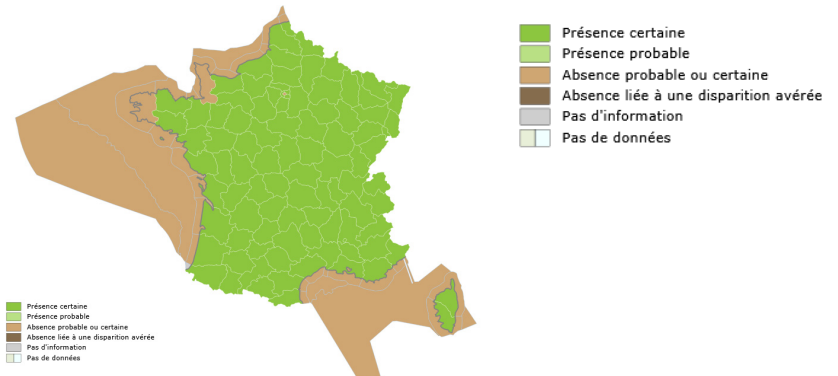 Présence certaine
Présence probable
Absence probable ou certaine
Absence liée à une disparition avérée
Pas d'information
Pas de données
Présence certaine
Présence probable
Absence probable ou certaine
Absence liée à une disparition avérée
Pas d'information
Pas de données